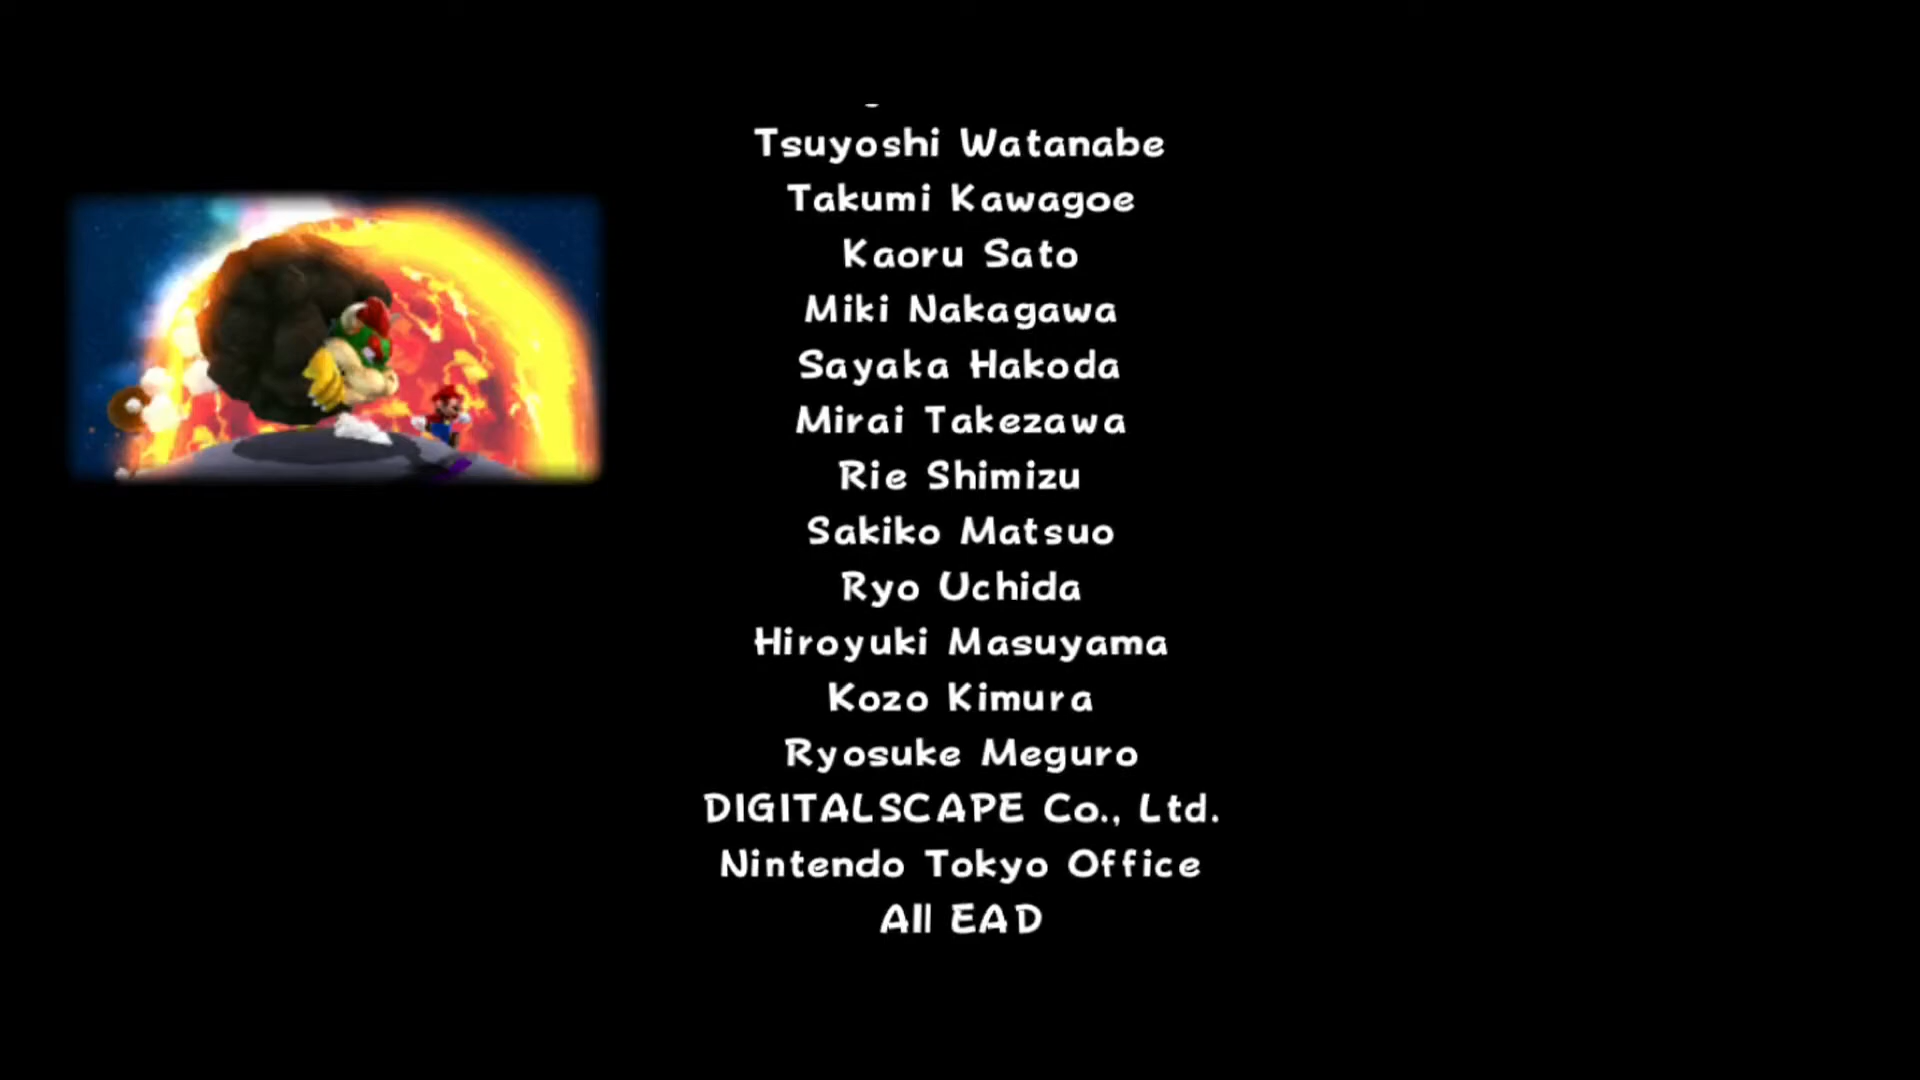 Tsuyoshi Watanabe
Takumi Kawagoe
Kaoru Sato
Miki Nakagawa
Sayaka Hakoda
Mirai Takezawa
Rie Shimizu
Sakiko Matsuo
Ryo Uchida
Hiroyuki Masuyama
Kozo Kimura
Ryosuke Meguro
DIGITALSCAPE Co., Ltd.
Nintendo Tokyo Office
All EAD